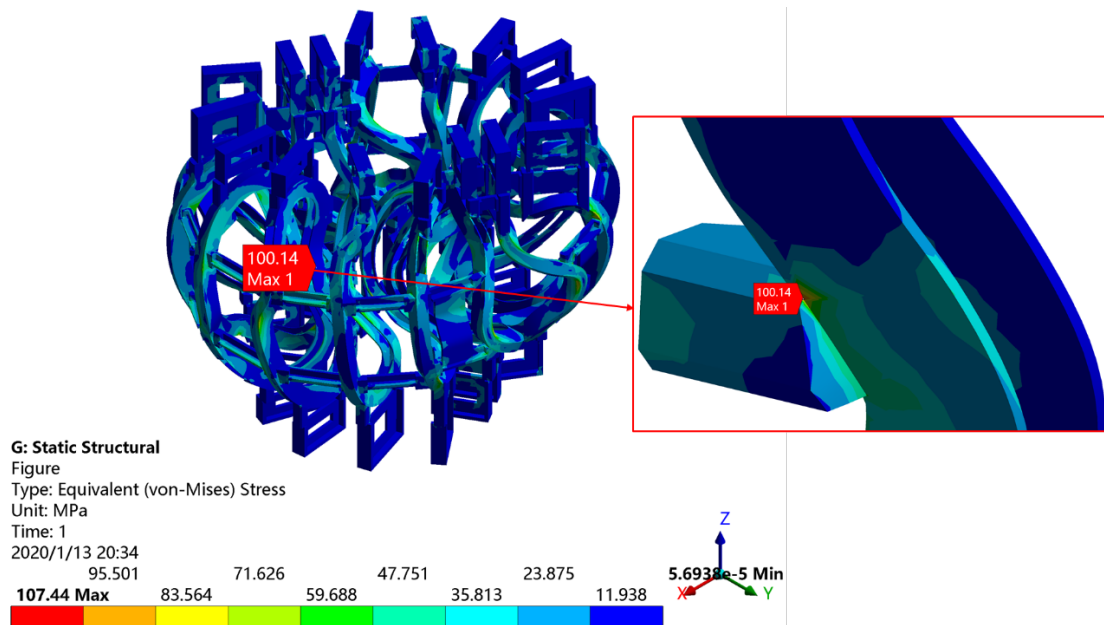 100.14
Max 1
100.14
Max 1
G: Static Structural
Figure
Type: Equivalent (von-Mises) Stress
Unit: MPa
Time: 1
2020/1/13 20:34
Z
X
Y
95.501 71.626 47.751 23.875 5.6938e-5 Min
107.44 Max 83.564 59.688 35.813 11.938